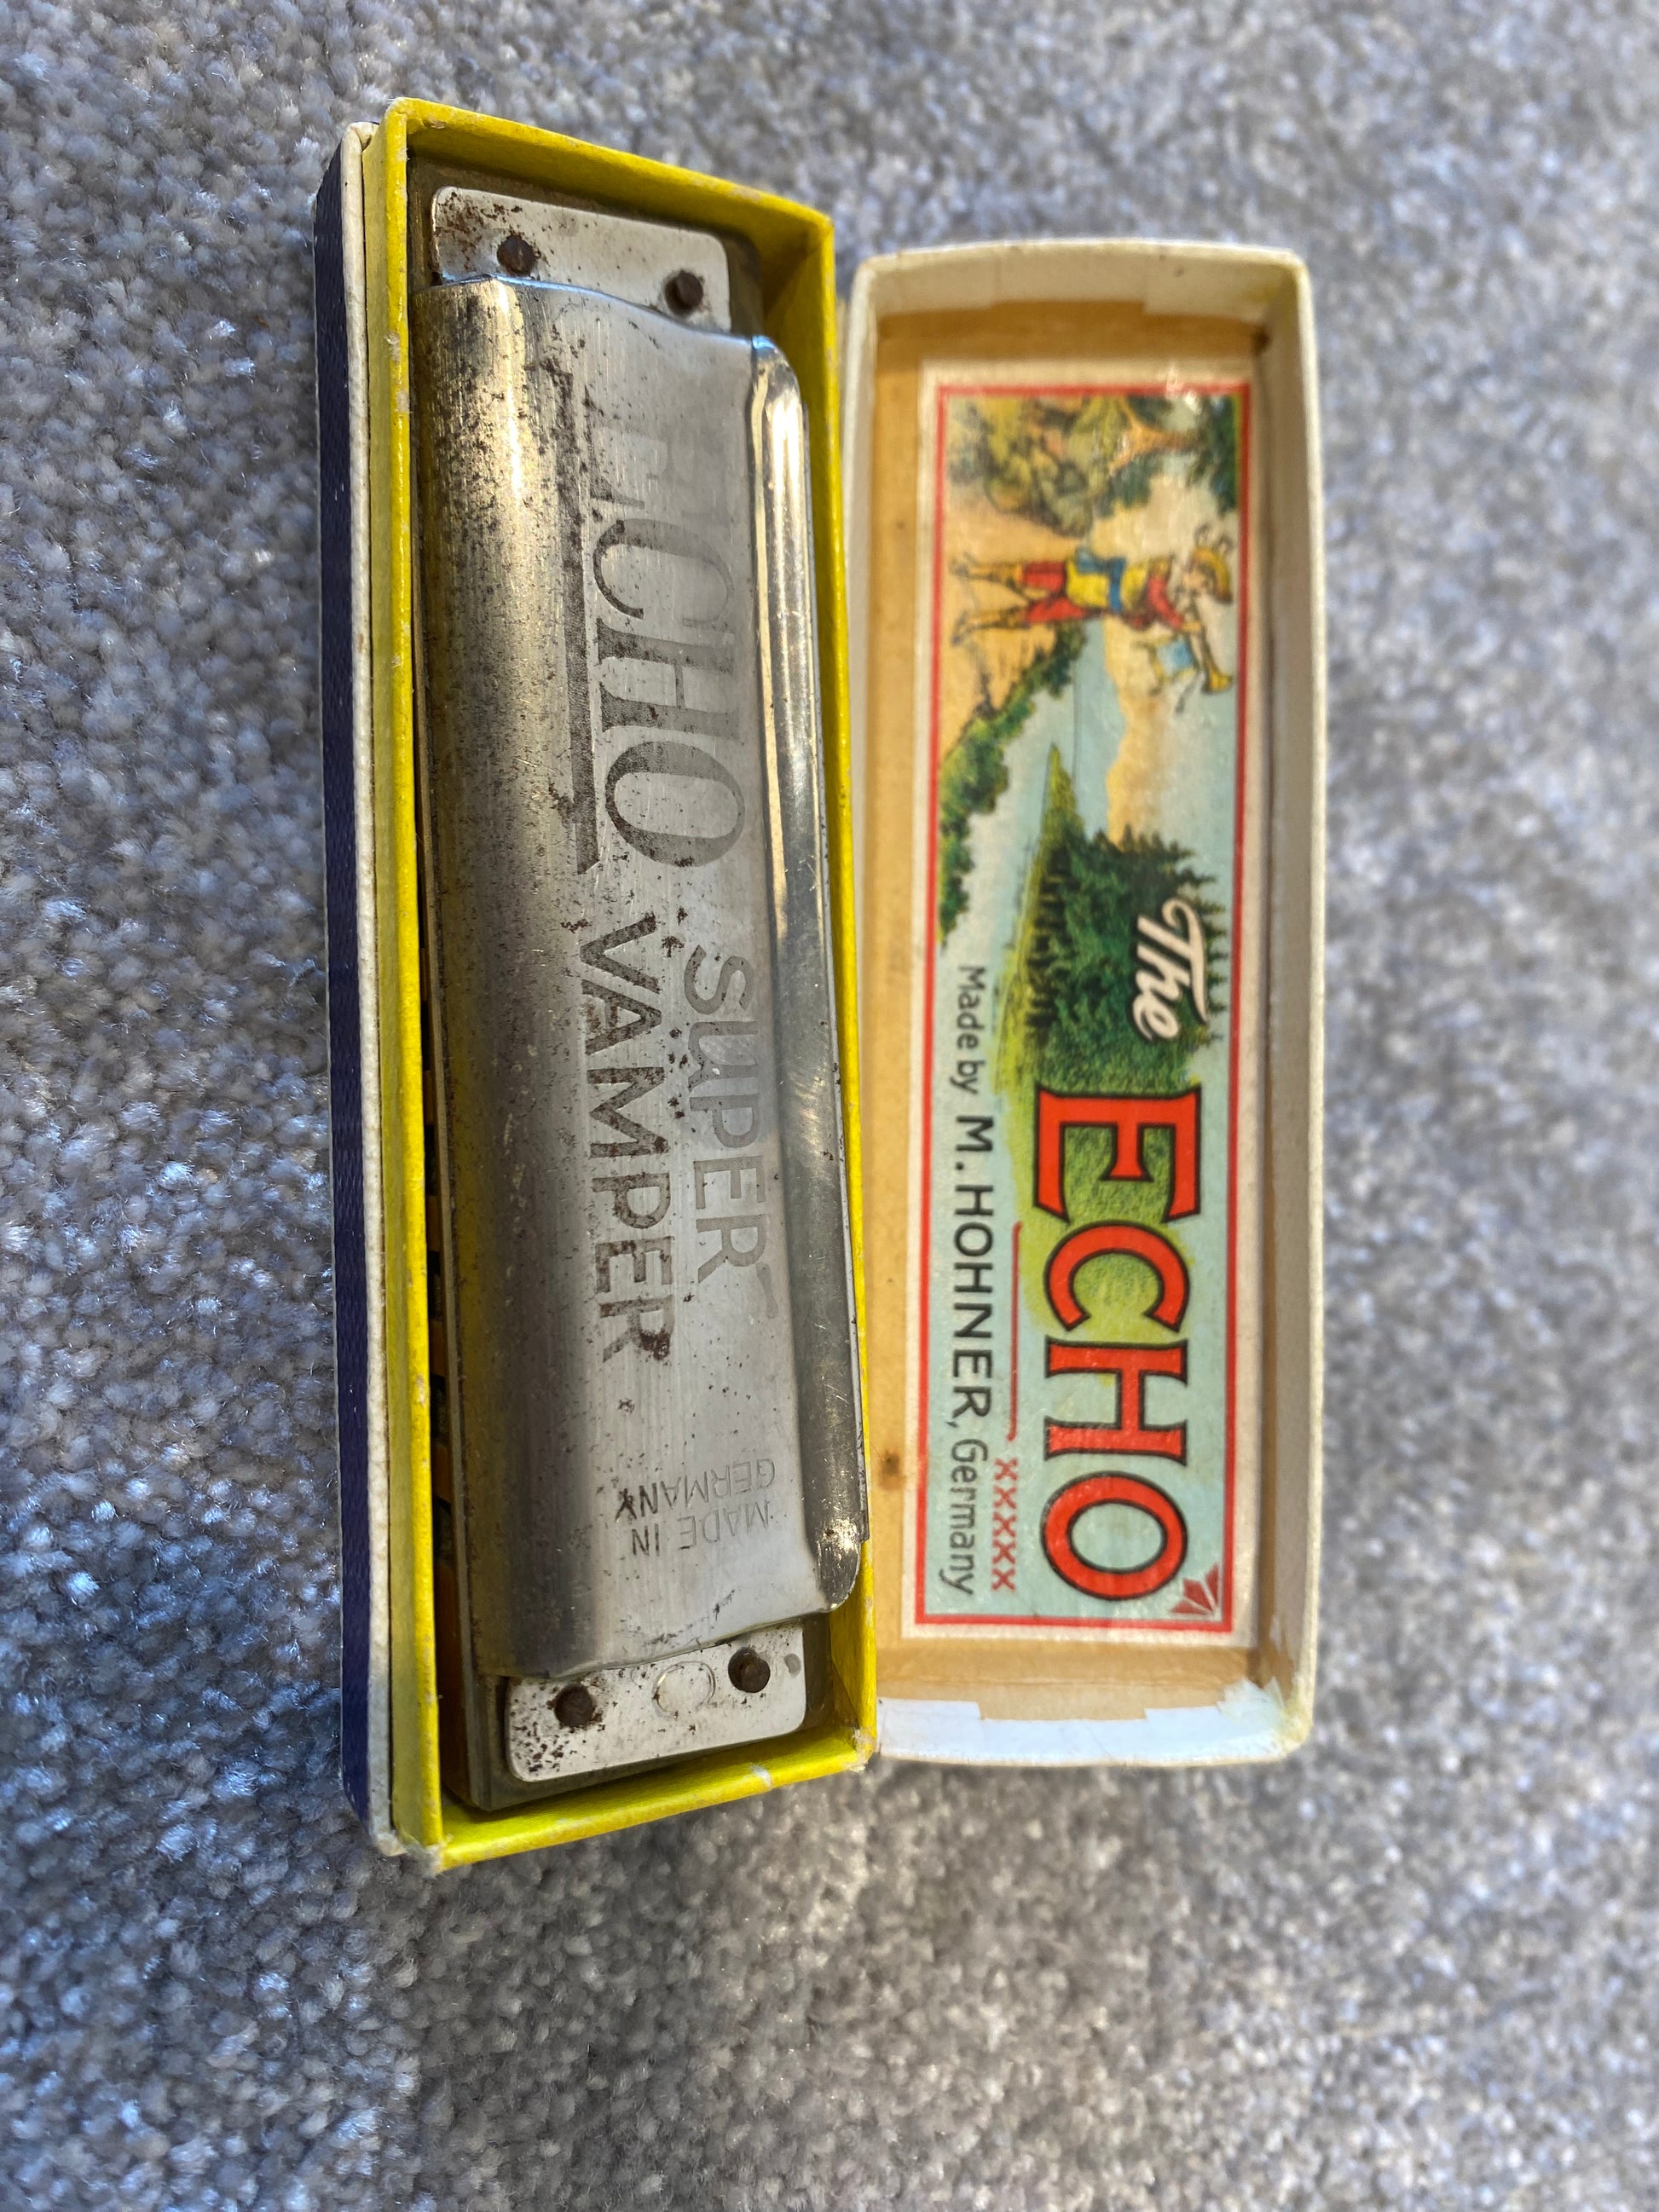 ECHO
"SUPER"
VAMPER
MADE IN
GERMANY
C
The ECHO
xxxxx
Made by M. HOHNER, Germany